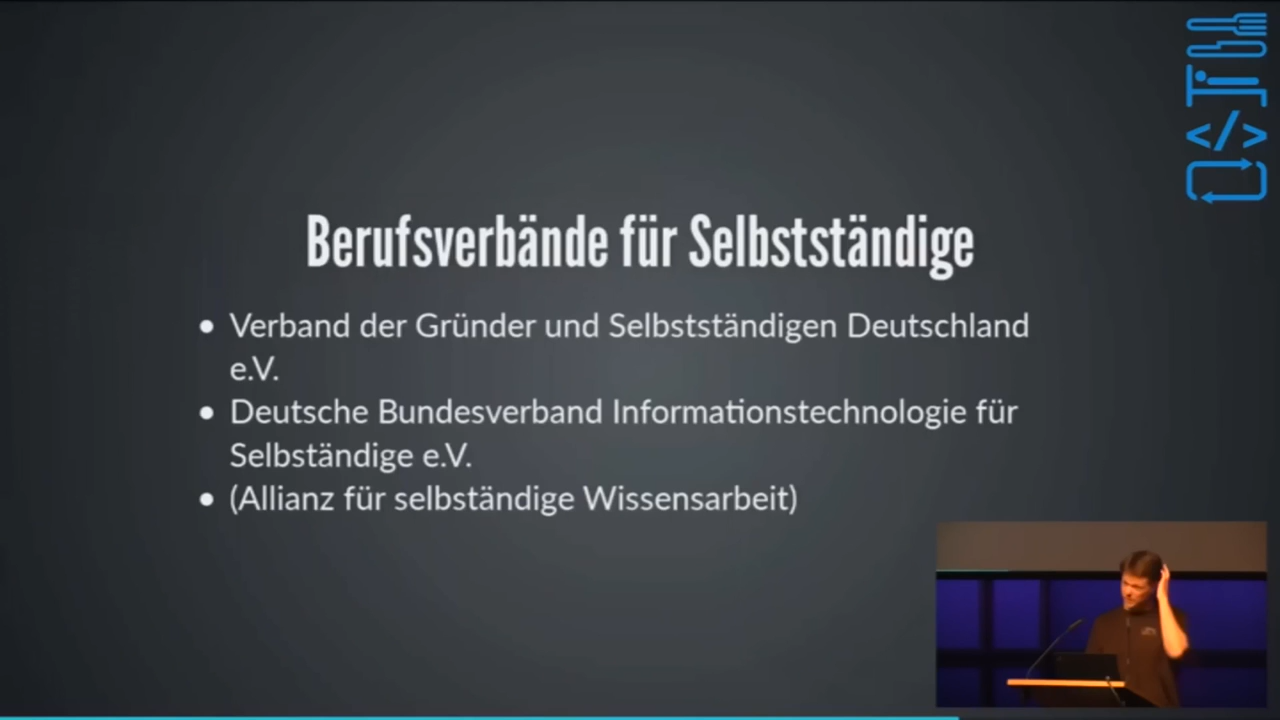 Berufsverbände für Selbstständige
• Verband der Gründer und Selbstständigen Deutschland
e.V.
• Deutsche Bundesverband Informationstechnologie für
Selbständige e.V.
• (Allianz für selbständige Wissensarbeit)